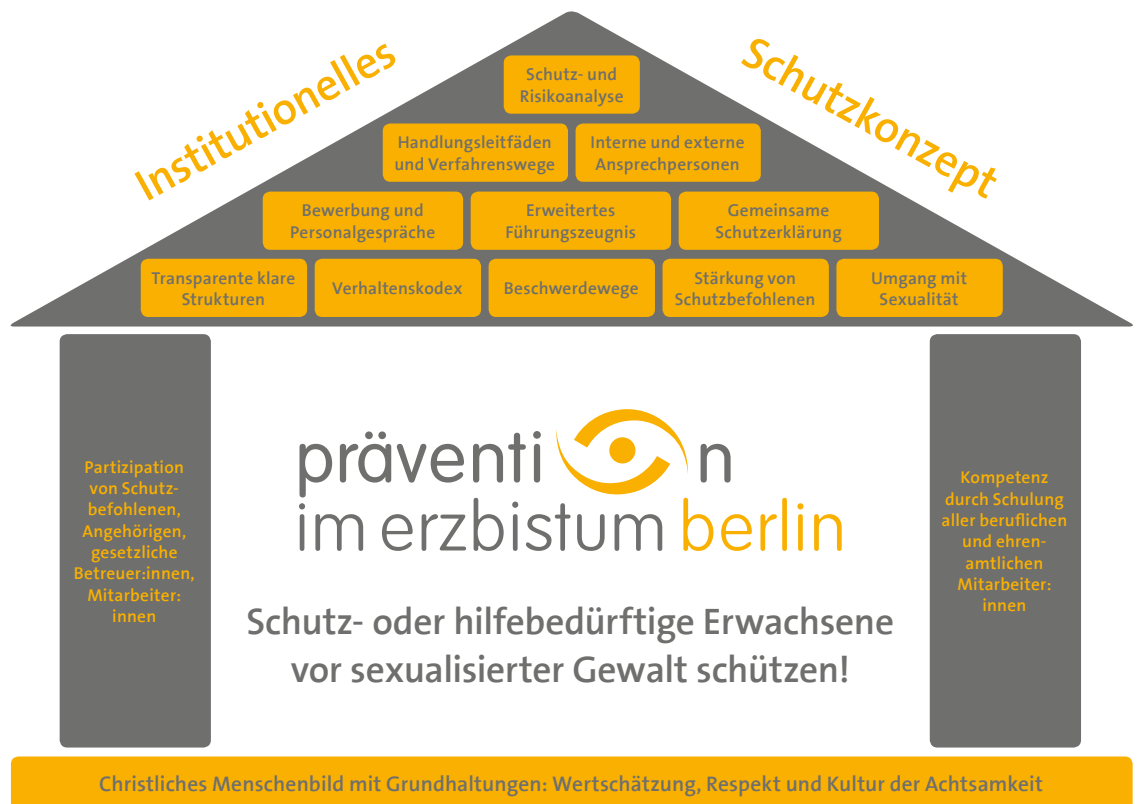 Institutionelles
Schutzkonzept
Schutz- und
Risikoanalyse
Handlungsleitfäden
und Verfahrenswege
Interne und externe
Ansprechpersonen
Bewerbung und
Personalgespräche
Erweitertes
Führungszeugnis
Gemeinsame
Schutzerklärung
Transparente klare
Strukturen
Verhaltenskodex
Beschwerdewege
Stärkung von
Schutzbefohlenen
Umgang mit
Sexualität
Partizipation
von Schutz-
befohlenen,
Angehörigen,
gesetzliche
Betreuer:innen,
Mitarbeiter:
innen
prävention
im erzbistum berlin
Schutz- oder hilfebedürftige Erwachsene
vor sexualisierter Gewalt schützen!
Kompetenz
durch Schulung
aller beruflichen
und ehren-
amtlichen
Mitarbeiter:
innen
Christliches Menschenbild mit Grundhaltungen: Wertschätzung, Respekt und Kultur der Achtsamkeit